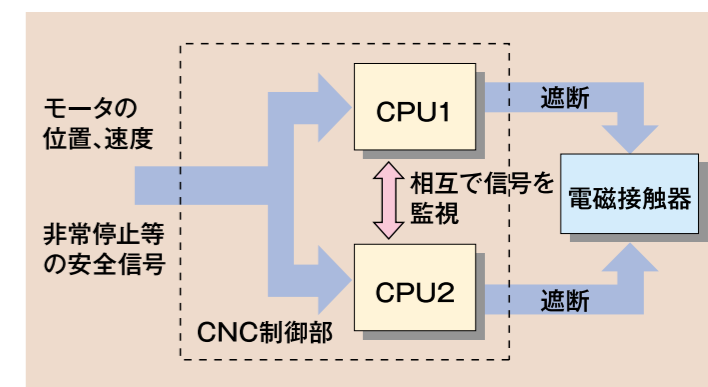 モータの
位置、速度
非常停止等
の安全信号
CPU1
相互で信号を
監視
CPU2
CNC制御部
遮断
電磁接触器
遮断